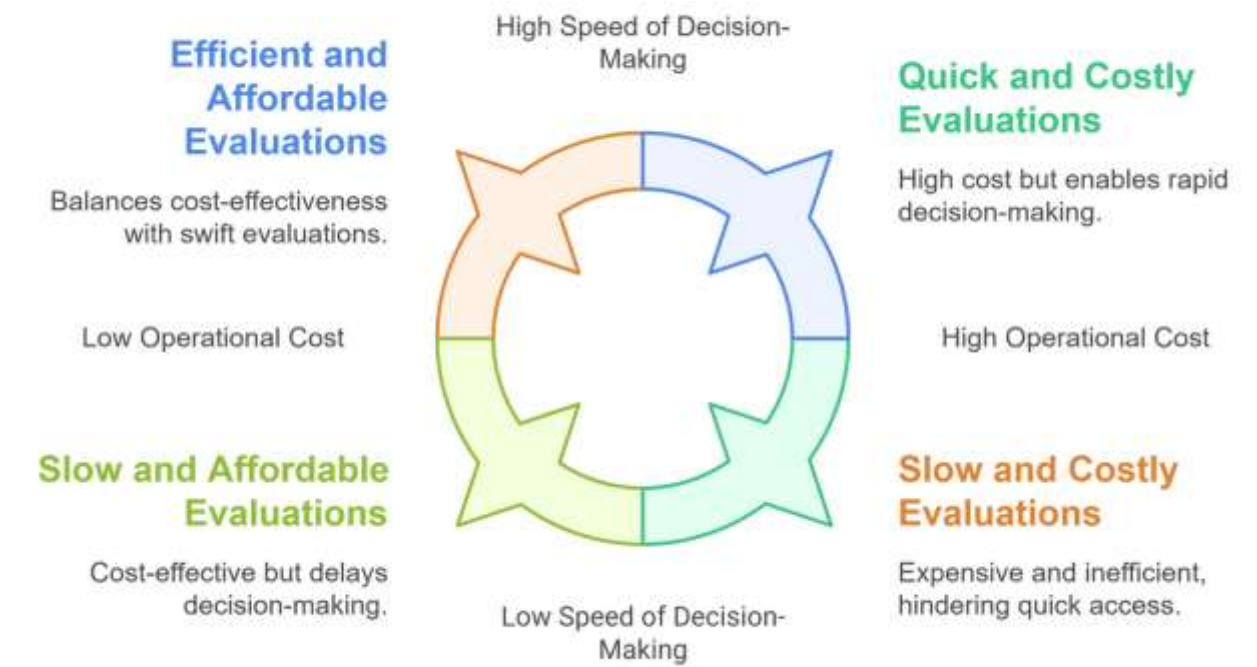 High Speed of Decision-
Making
Efficient and
Affordable
Evaluations
Balances cost-effectiveness
with swift evaluations.
Quick and Costly
Evaluations
High cost but enables rapid
decision-making.
Low Operational Cost
High Operational Cost
Slow and Affordable
Evaluations
Cost-effective but delays
decision-making.
Slow and Costly
Evaluations
Expensive and inefficient,
hindering quick access.
Low Speed of Decision-
Making